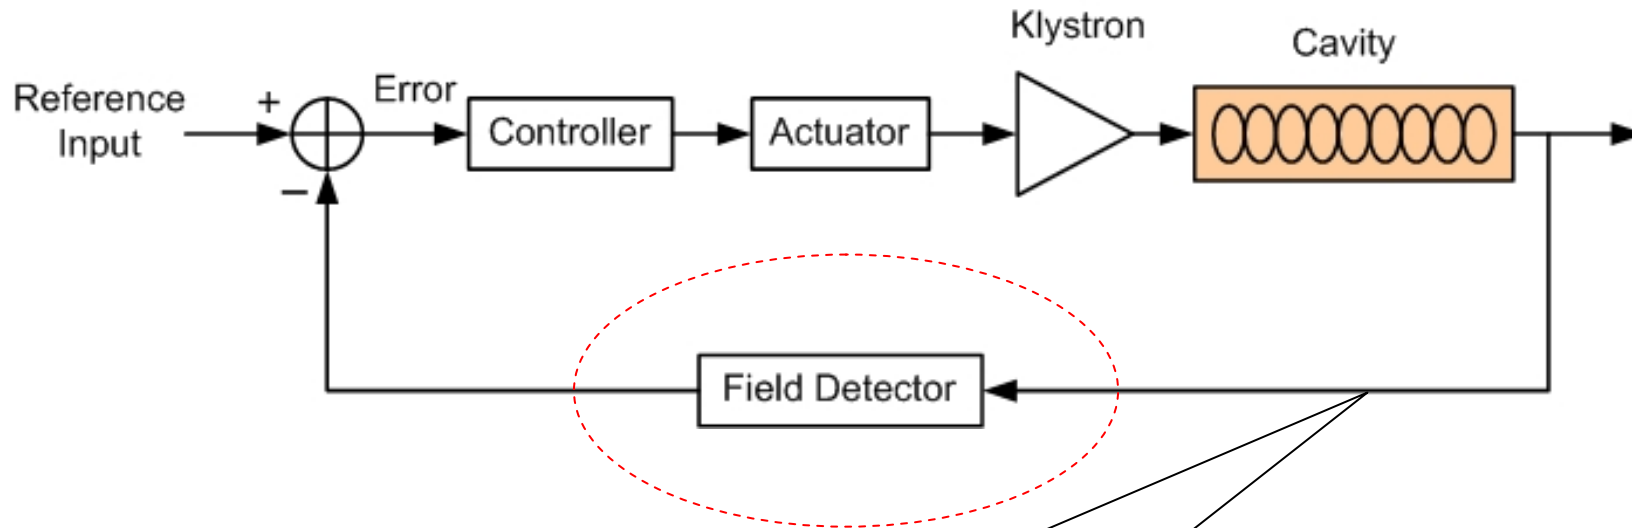 Klystron
Cavity
Reference
Input
+
Error
Controller
Actuator
−
Field Detector